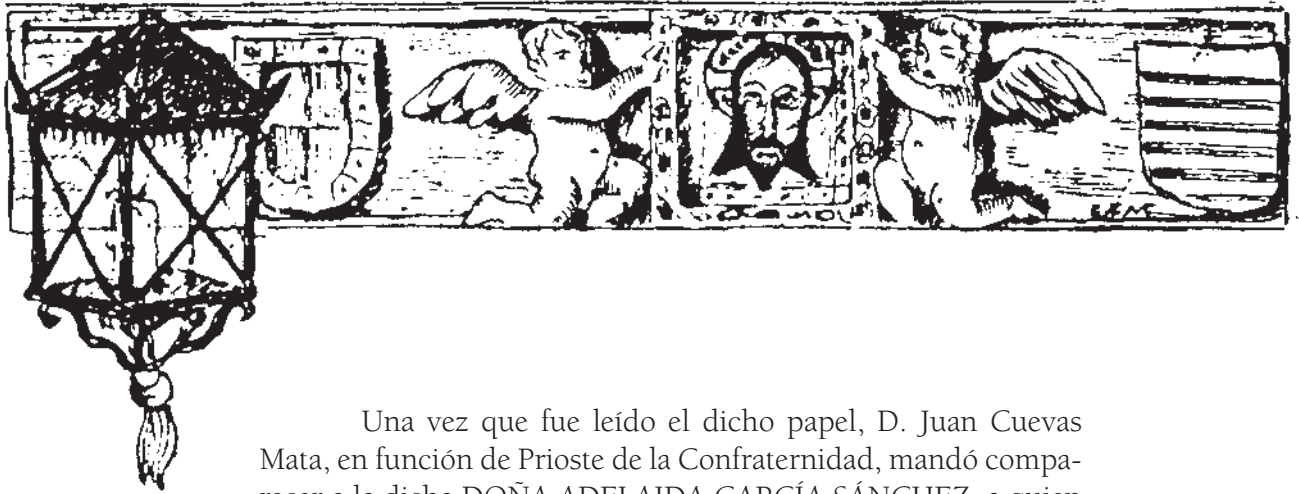 Una vez que fue leído el dicho papel, D. Juan Cuevas
Mata, en función de Prioste de la Confraternidad, mandó compa-
recer a la dicha DOÑA ADELAIDA GARCÍA SÁNCHEZ, a quien